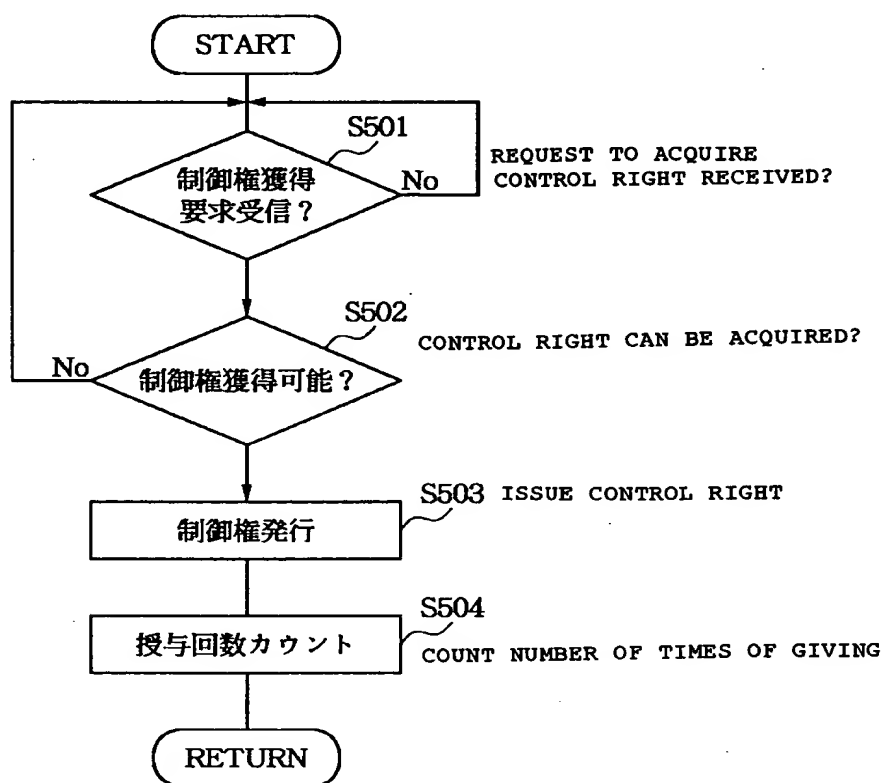 START
S501
制御権獲得
要求受信？
No
REQUEST TO ACQUIRE
CONTROL RIGHT RECEIVED?
S502
CONTROL RIGHT CAN BE ACQUIRED?
No
制御権獲得可能？
S503 ISSUE CONTROL RIGHT
制御権発行
S504
授与回数カウント
COUNT NUMBER OF TIMES OF GIVING
RETURN